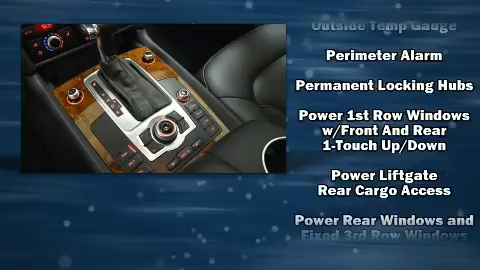 Outside Temp Gauge
Perimeter Alarm
Permanent Locking Hubs
Power 1st Row Windows
w/Front And Rear
1-Touch Up/Down
Power Liftgate
Rear Cargo Access
Power Rear Windows and
Fixed 3rd Row Windows